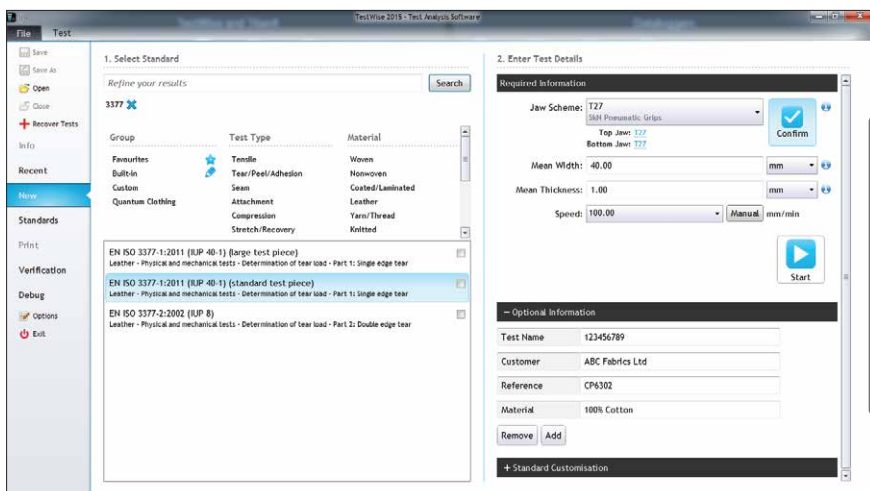 TestWise 2015 - Test Analysis Software
File Test
Save
Save As
Open
Close
Recover Tests
Info
Recent
New
Standards
Print
Verification
Debug
Options
Exit
1. Select Standard
Refine your results
Search
3377
Group Test Type Material
Favourites Tensile Woven
Built-in Tear/Peel/Adhesion Nonwoven
Custom Seam Coated/Laminated
Quantum Clothing Attachment Leather
Compression Yarn/Thread
Stretch/Recovery Knitted
EN ISO 3377-1:2011 (IUP 40-1) (large test piece)
Leather - Physical and mechanical tests - Determination of tear load - Part 1: Single edge tear
EN ISO 3377-1:2011 (IUP 40-1) (standard test piece)
Leather - Physical and mechanical tests - Determination of tear load - Part 1: Single edge tear
EN ISO 3377-2:2002 (IUP 8)
Leather - Physical and mechanical tests - Determination of tear load - Part 2: Double edge tear
2. Enter Test Details
Required Information
Jaw Scheme: T27
5kN Pneumatic Grips
Top Jaw: T27
Bottom Jaw: T27
Confirm
Mean Width: 40.00 mm
Mean Thickness: 1.00 mm
Speed: 100.00 Manual mm/min
Start
- Optional Information
Test Name 123456789
Customer ABC Fabrics Ltd
Reference CP6302
Material 100% Cotton
Remove Add
+ Standard Customisation